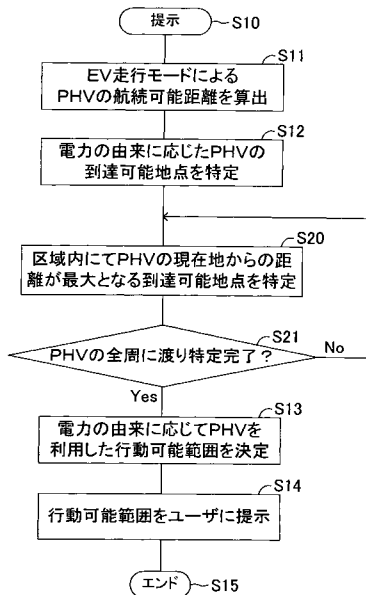 提示
S10
S11
EV走行モードによる
PHVの航続可能距離を算出
S12
電力の由来に応じたPHVの
到達可能地点を特定
S20
区域内にてPHVの現在地からの距
離が最大となる到達可能地点を特定
S21
PHVの全周に渡り特定完了?
No
Yes
S13
電力の由来に応じてPHVを
利用した行動可能範囲を決定
S14
行動可能範囲をユーザに提示
エンド
S15